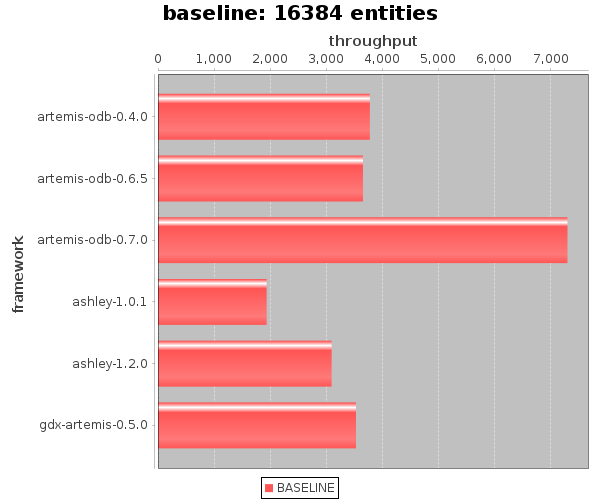 baseline: 16384 entities
throughput
0 1,000 2,000 3,000 4,000 5,000 6,000 7,000
framework
artemis-odb-0.4.0
artemis-odb-0.6.5
artemis-odb-0.7.0
ashley-1.0.1
ashley-1.2.0
gdx-artemis-0.5.0
BASELINE